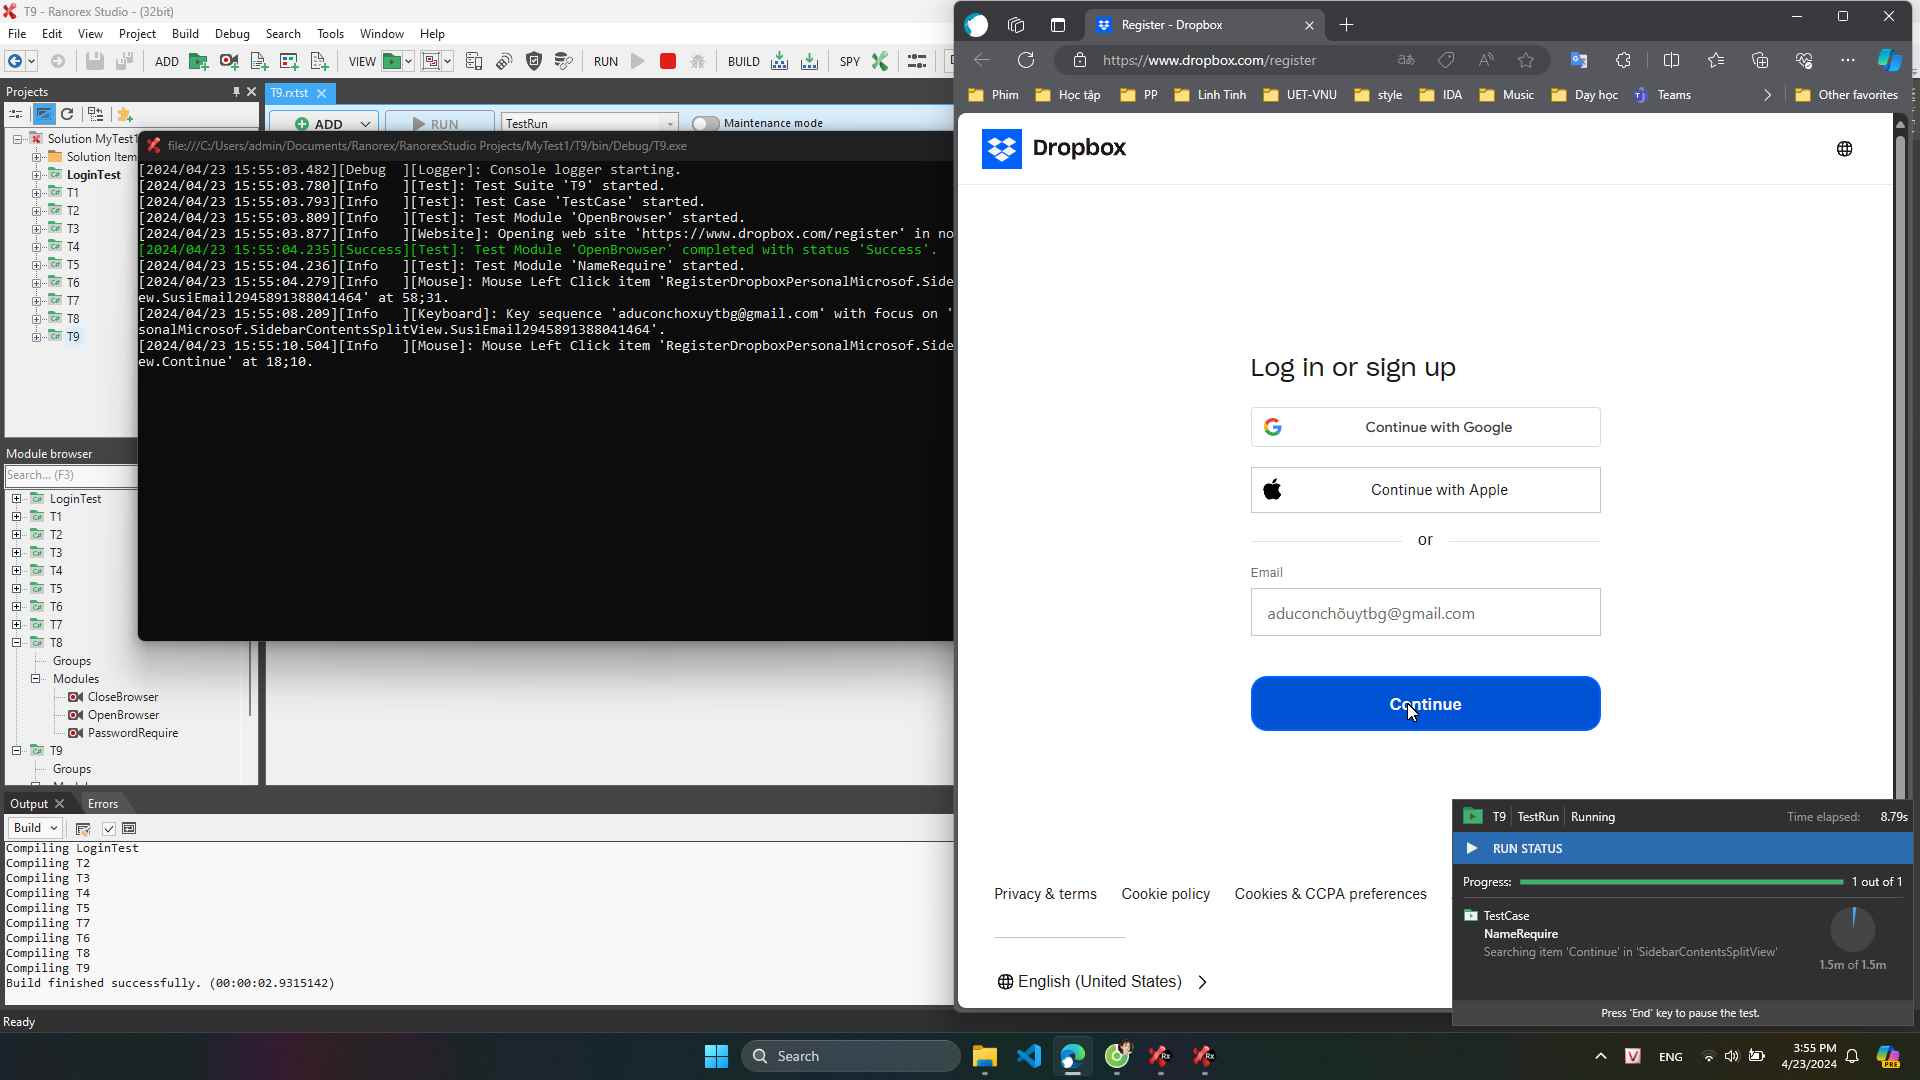 T9 - Ranorex Studio - (32bit)
File Edit View Project Build Debug Search Tools Window Help
ADD VIEW RUN BUILD SPY
Projects
Solution MyTest1
Solution Item
LoginTest
T1
T2
T3
T4
T5
T6
T7
T8
T9
T9.rxtst
ADD RUN TestRun Maintenance mode
file:///C:/Users/admin/Documents/Ranorex/RanorexStudio Projects/MyTest1/T9/bin/Debug/T9.exe
[2024/04/23 15:55:03.482][Debug  ][Logger]: Console logger starting.
[2024/04/23 15:55:03.780][Info   ][Test]: Test Suite 'T9' started.
[2024/04/23 15:55:03.793][Info   ][Test]: Test Case 'TestCase' started.
[2024/04/23 15:55:03.809][Info   ][Test]: Test Module 'OpenBrowser' started.
[2024/04/23 15:55:03.877][Info   ][Website]: Opening web site 'https://www.dropbox.com/register' in no
[2024/04/23 15:55:04.235][Success][Test]: Test Module 'OpenBrowser' completed with status 'Success'.
[2024/04/23 15:55:04.236][Info   ][Test]: Test Module 'NameRequire' started.
[2024/04/23 15:55:04.279][Info   ][Mouse]: Mouse Left Click item 'RegisterDropboxPersonalMicrosof.Side
ew.SusiEmail2945891388041464' at 58;31.
[2024/04/23 15:55:08.209][Info   ][Keyboard]: Key sequence 'aduconchoxuytbg@gmail.com' with focus on '
sonalMicrosof.SidebarContentsSplitView.SusiEmail2945891388041464'.
[2024/04/23 15:55:10.504][Info   ][Mouse]: Mouse Left Click item 'RegisterDropboxPersonalMicrosof.Side
ew.Continue' at 18;10.
Module browser
Search... (F3)
LoginTest
T1
T2
T3
T4
T5
T6
T7
T8
Groups
Modules
CloseBrowser
OpenBrowser
PasswordRequire
T9
Groups
Output Errors
Build
Compiling LoginTest
Compiling T2
Compiling T3
Compiling T4
Compiling T5
Compiling T7
Compiling T6
Compiling T8
Compiling T9
Build finished successfully. (00:00:02.9315142)
Ready
Register - Dropbox
https://www.dropbox.com/register
Phim Học tập PP Linh Tinh UET-VNU style IDA Music Dạy học Teams Other favorites
Dropbox
Log in or sign up
Continue with Google
Continue with Apple
or
Email
aduconchõuytbg@gmail.com
Continue
Privacy & terms Cookie policy Cookies & CCPA preferences
English (United States)
T9 TestRun Running Time elapsed: 8.79s
RUN STATUS
Progress: 1 out of 1
TestCase
NameRequire
Searching item 'Continue' in 'SidebarContentsSplitView'
1.5m of 1.5m
Press 'End' key to pause the test.
Search
ENG
3:55 PM
4/23/2024